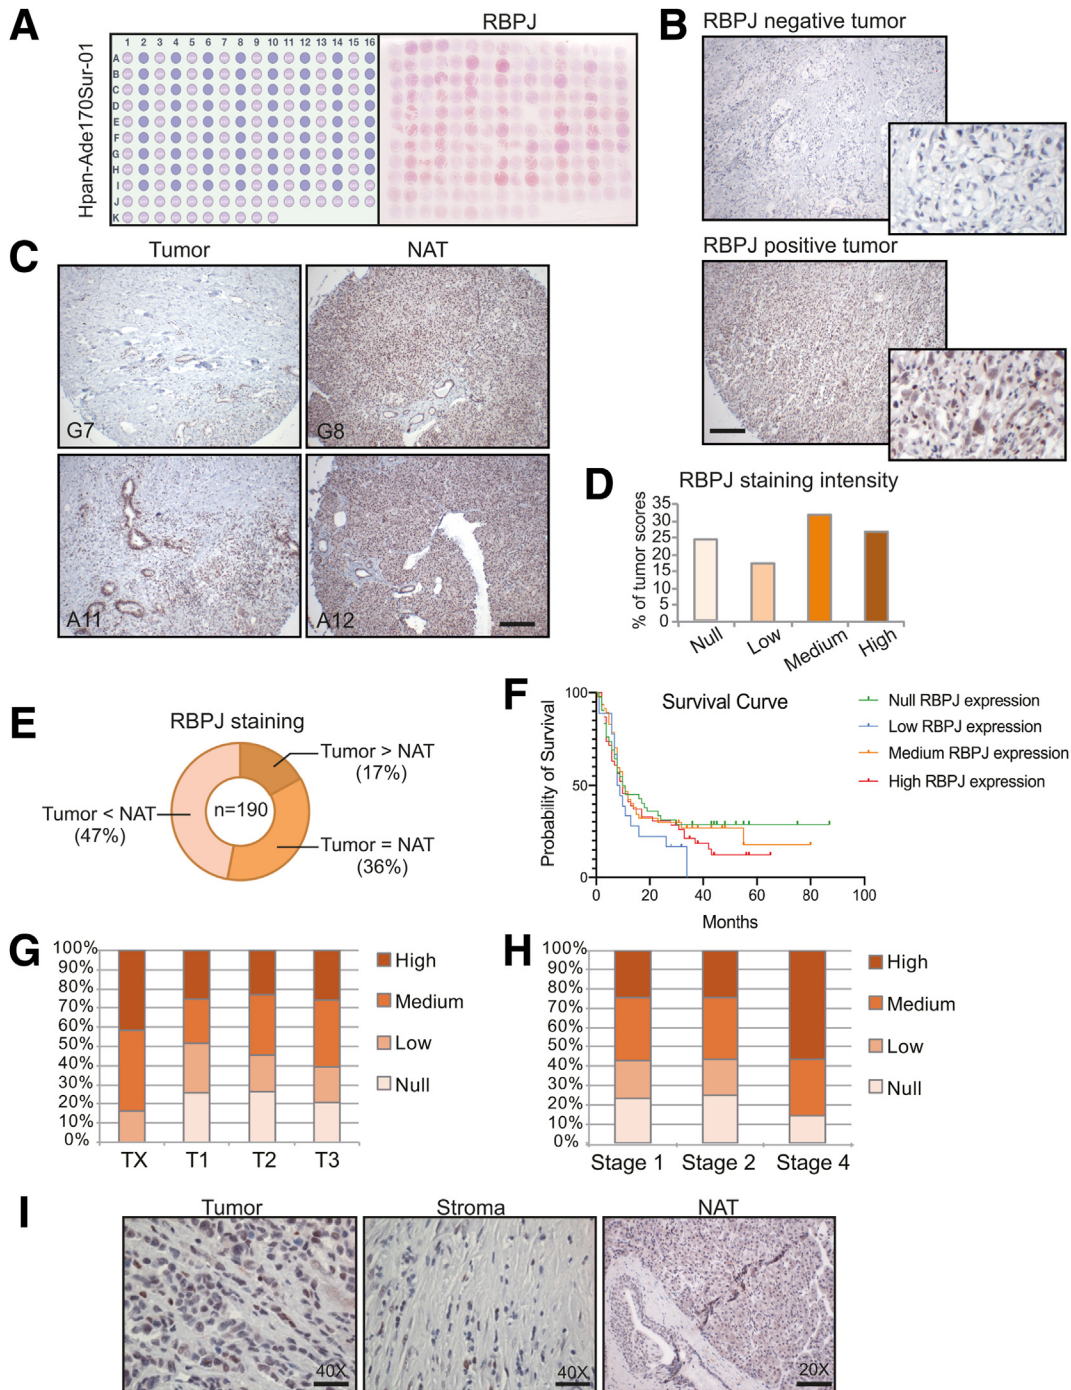 A
RBPJ
Hpan-Ade170Sur-01
1 2 3 4 5 6 7 8 9 10 11 12 13 14 15 16
A
B
C
D
E
F
G
H
I
J
K
B
RBPJ negative tumor
RBPJ positive tumor
C
Tumor
NAT
G7
G8
A11
A12
D
RBPJ staining intensity
% of tumor scores
35
30
25
20
15
10
5
0
Null
Low
Medium
High
E
RBPJ staining
Tumor > NAT
(17%)
Tumor < NAT
(47%)
n=190
Tumor = NAT
(36%)
F
Survival Curve
Probability of Survival
100
50
0
0 20 40 60 80 100
Months
Null RBPJ expression
Low RBPJ expression
Medium RBPJ expression
High RBPJ expression
G
100%
90%
80%
70%
60%
50%
40%
30%
20%
10%
0%
TX T1 T2 T3
High
Medium
Low
Null
H
100%
90%
80%
70%
60%
50%
40%
30%
20%
10%
0%
Stage 1 Stage 2 Stage 4
High
Medium
Low
Null
I
Tumor
Stroma
NAT
40X
40X
20X